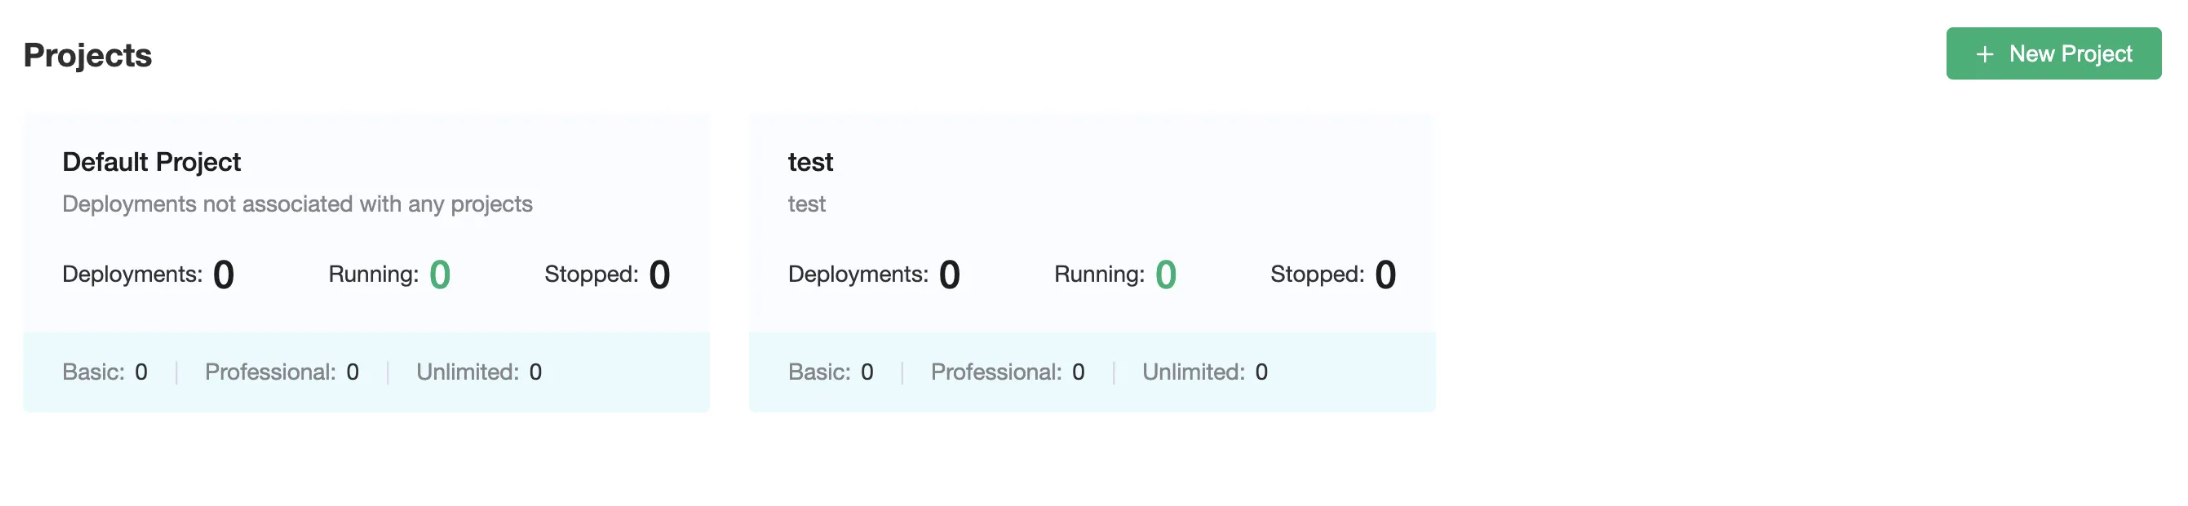 Projects
+ New Project
Default Project
Deployments not associated with any projects
Deployments: 0 Running: 0 Stopped: 0
Basic: 0 | Professional: 0 | Unlimited: 0
test
test
Deployments: 0 Running: 0 Stopped: 0
Basic: 0 | Professional: 0 | Unlimited: 0